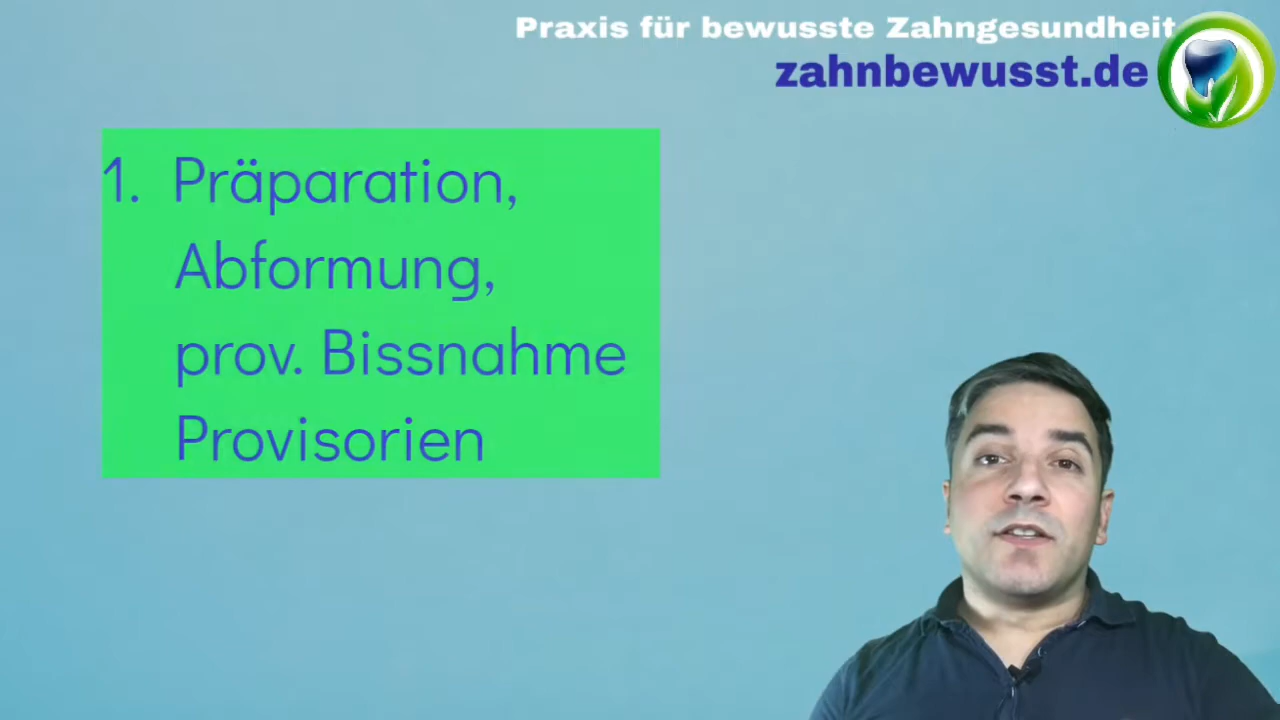 Praxis für bewusste Zahngesundheit
zahnbewusst.de
1. Präparation,
Abformung,
prov. Bissnahme
Provisorien